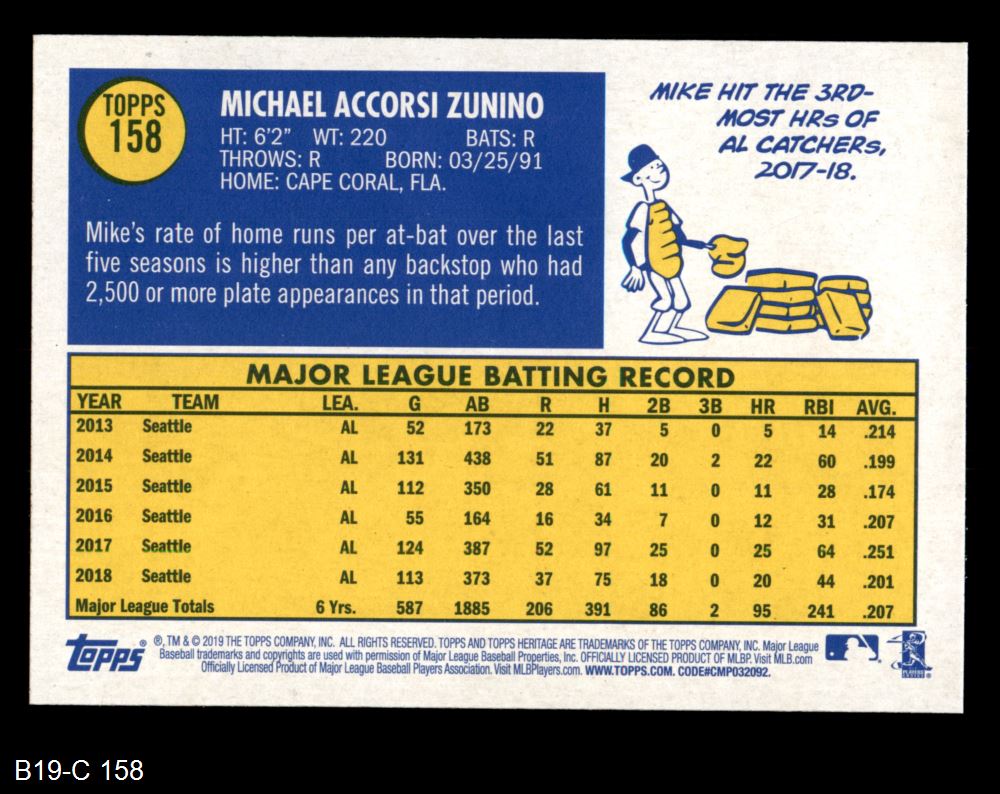 TOPPS
158
MICHAEL ACCORSI ZUNINO
HT: 6'2" WT: 220 BATS: R
THROWS: R BORN: 03/25/91
HOME: CAPE CORAL, FLA.
Mike's rate of home runs per at-bat over the last
five seasons is higher than any backstop who had
2,500 or more plate appearances in that period.
MIKE HIT THE 3RD-
MOST HRs OF
AL CATCHERs,
2017-18.
MAJOR LEAGUE BATTING RECORD
YEAR TEAM LEA. G AB R H 2B 3B HR RBI AVG.
2013 Seattle AL 52 173 22 37 5 0 5 14 .214
2014 Seattle AL 131 438 51 87 20 2 22 60 .199
2015 Seattle AL 112 350 28 61 11 0 11 28 .174
2016 Seattle AL 55 164 16 34 7 0 12 31 .207
2017 Seattle AL 124 387 52 97 25 0 25 64 .251
2018 Seattle AL 113 373 37 75 18 0 20 44 .201
Major League Totals 6 Yrs. 587 1885 206 391 86 2 95 241 .207
Topps®
®, TM & © 2019 THE TOPPS COMPANY, INC. ALL RIGHTS RESERVED. TOPPS AND TOPPS HERITAGE ARE TRADEMARKS OF THE TOPPS COMPANY, INC. Major League
Baseball trademarks and copyrights are used with permission of Major League Baseball Properties, Inc. OFFICIALLY LICENSED PRODUCT OF MLBP. Visit MLB.com
Officially Licensed Product of Major League Baseball Players Association. Visit MLBPlayers.com. WWW.TOPPS.COM. CODE#CMP032092.
B19-C 158